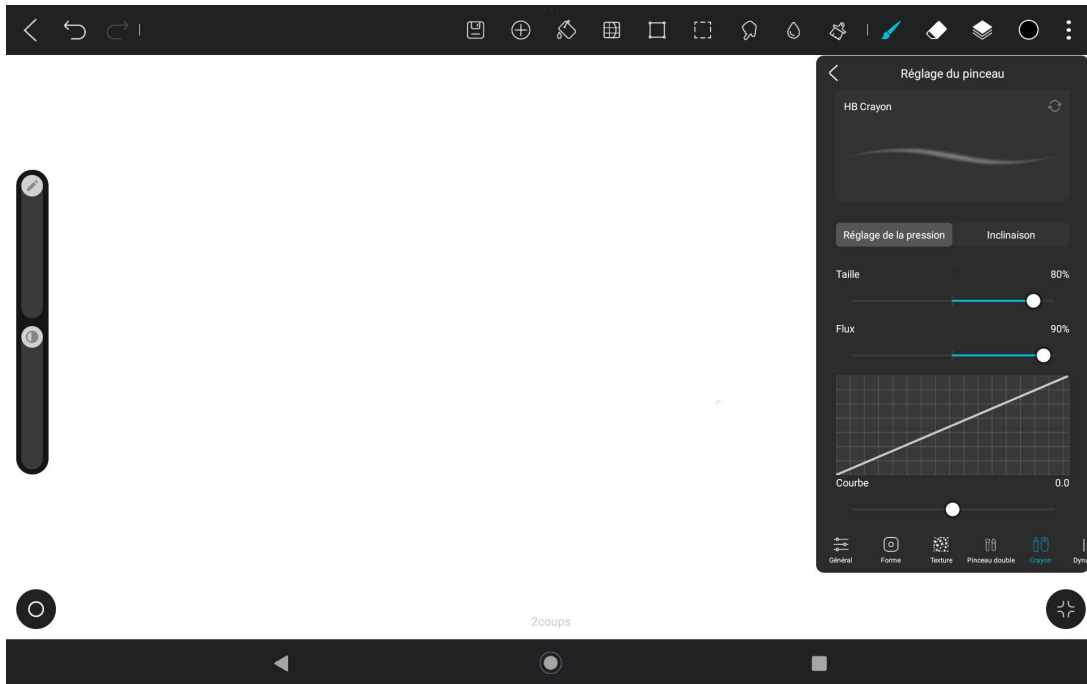 Réglage du pinceau
HB Crayon
Réglage de la pression
Inclinaison
Taille
80%
Flux
90%
Courbe
0.0
Général
Forme
Texture
Pinceau double
Crayon
Dyna
2coups